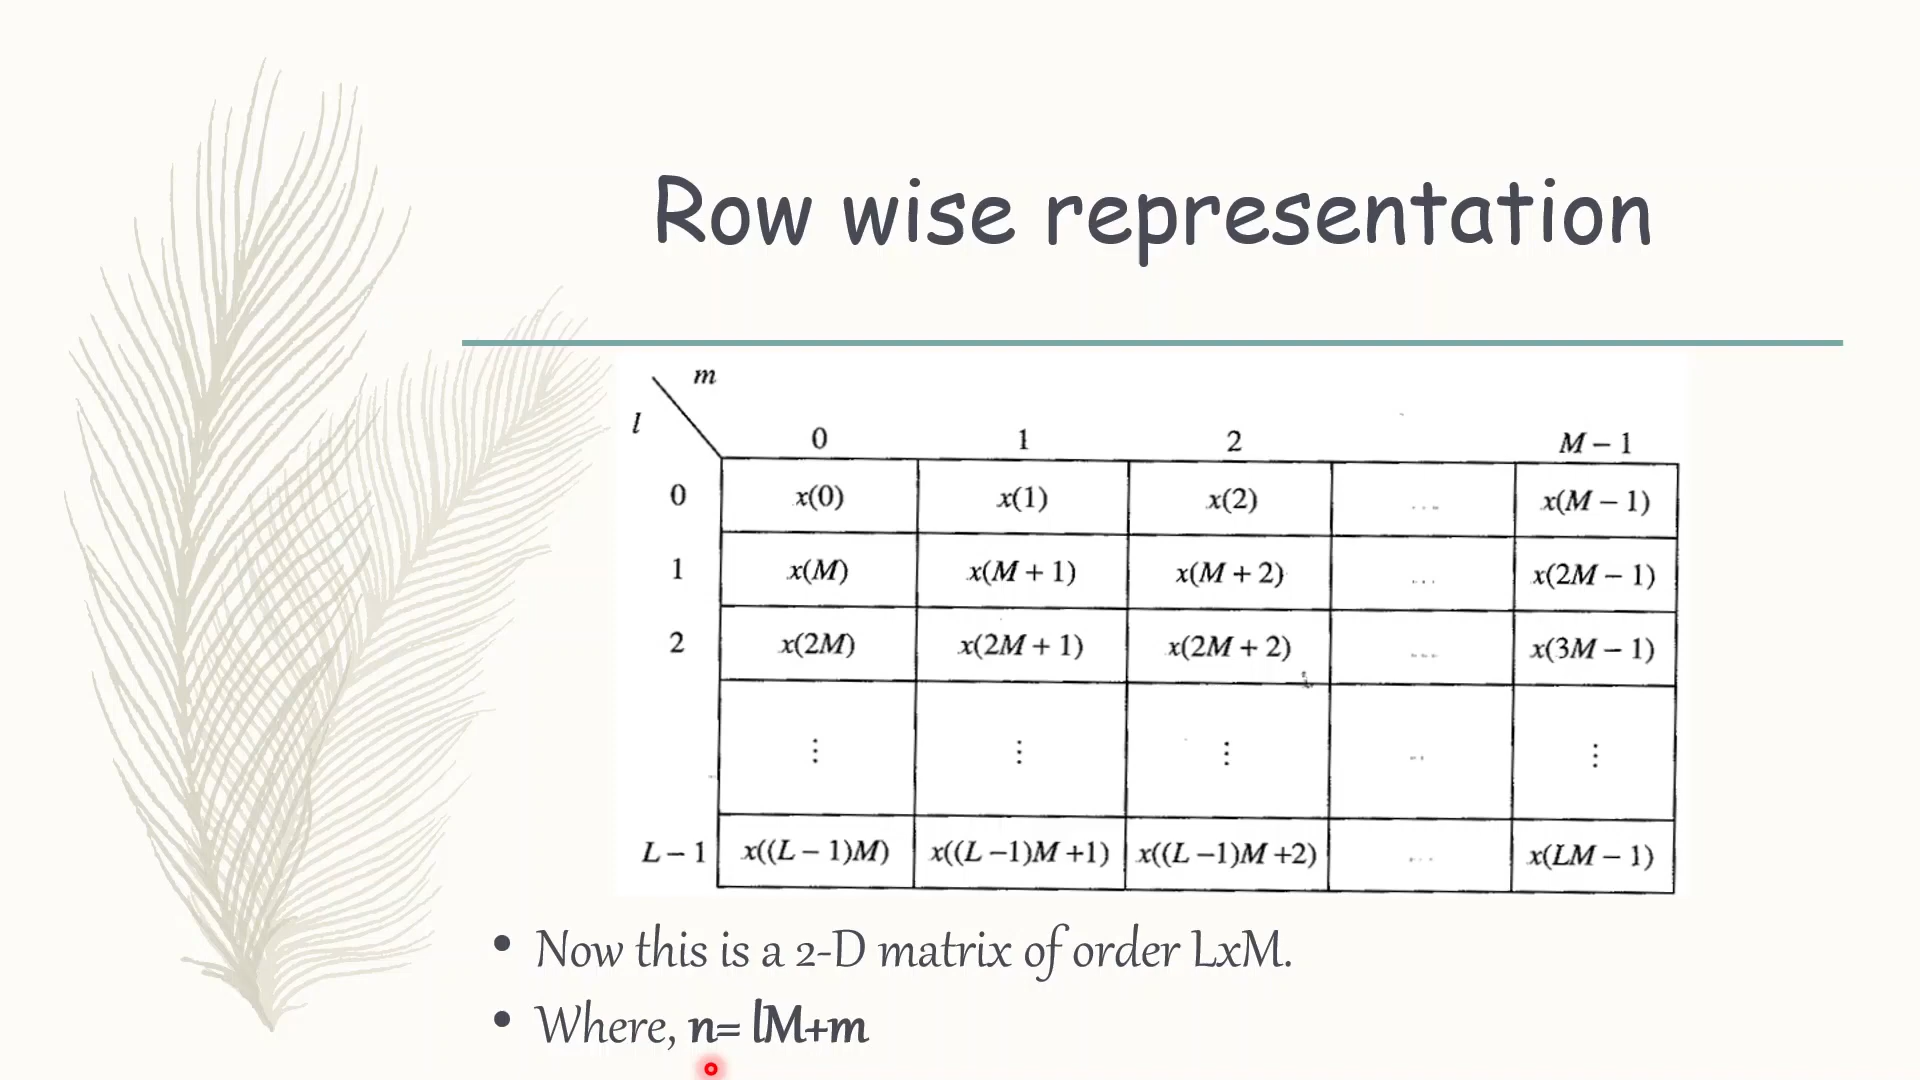 Row wise representation
m
l
0 1 2 M – 1
0 x(0) x(1) x(2) ... x(M – 1)
1 x(M) x(M + 1) x(M + 2) ... x(2M – 1)
2 x(2M) x(2M + 1) x(2M + 2) ... x(3M – 1)
⋮ ⋮ ⋮ .. ⋮
L – 1 x((L – 1)M) x((L –1)M +1) x((L –1)M +2) ... x(LM – 1)
• Now this is a 2-D matrix of order LxM.
• Where, n= lM+m